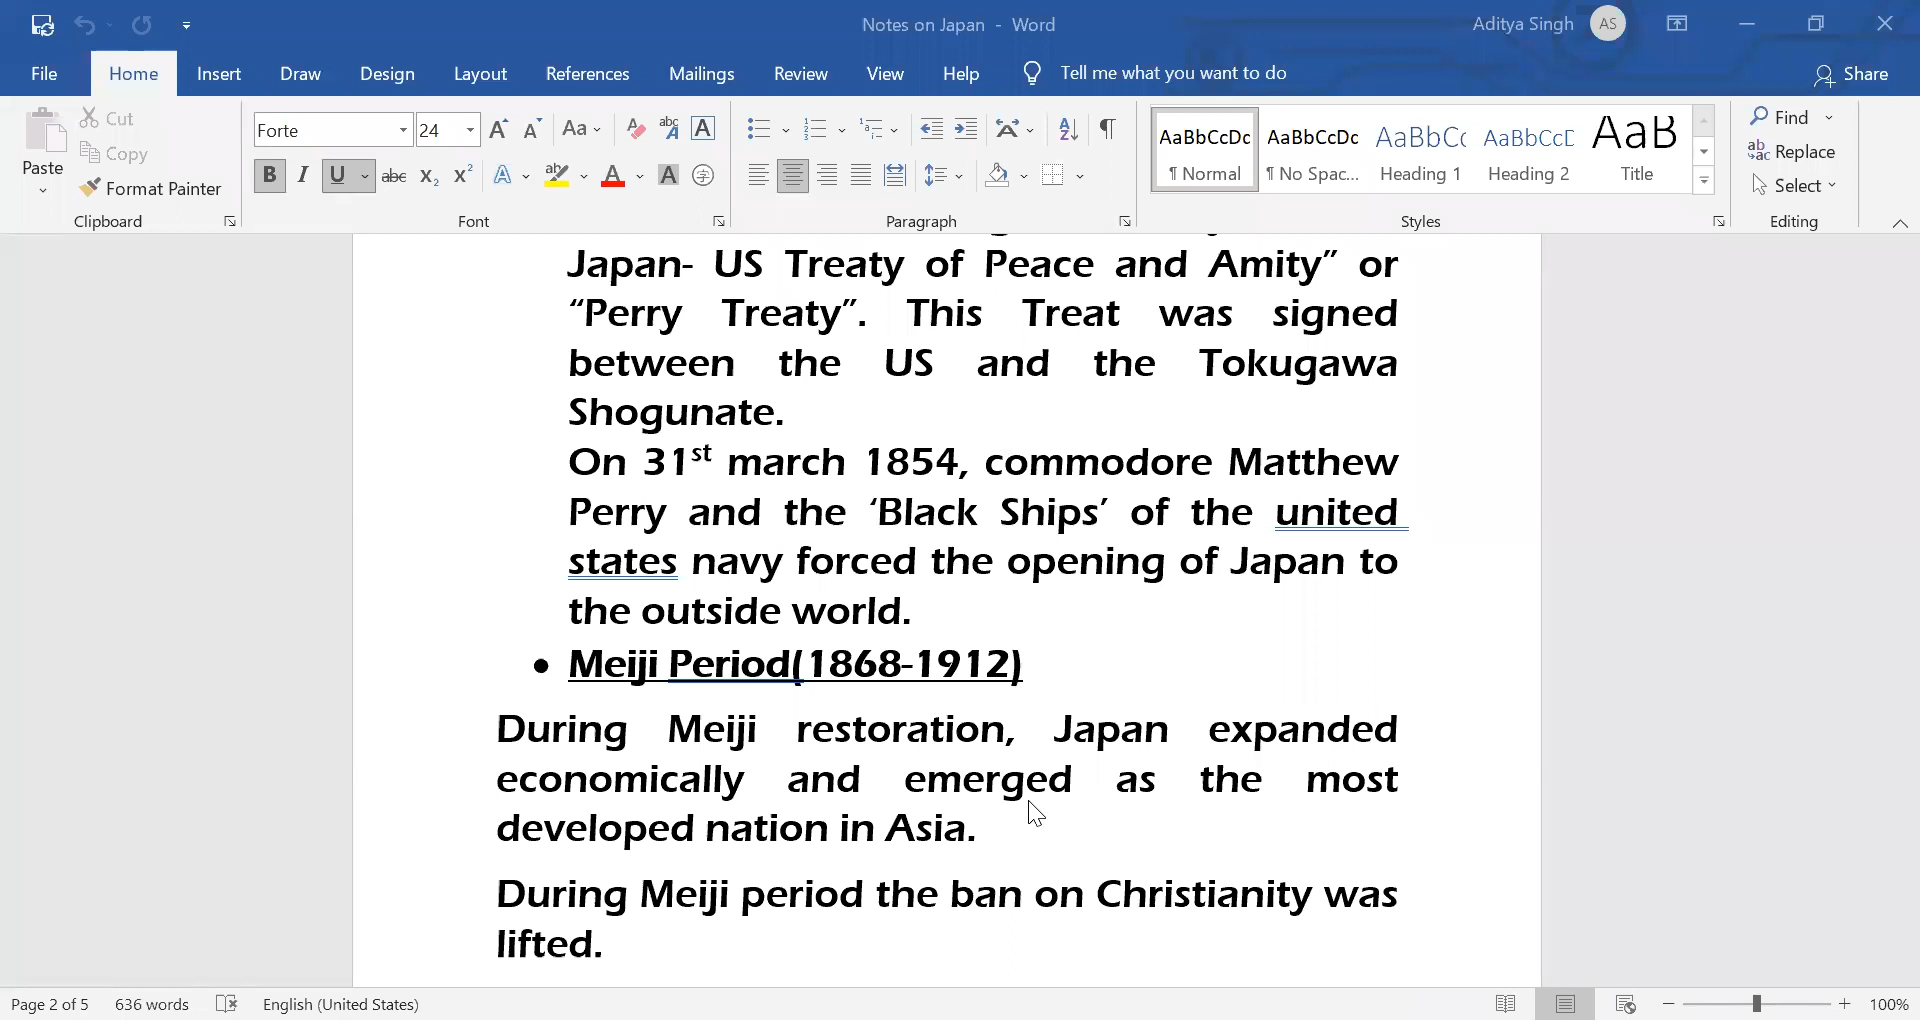 Notes on Japan - Word
Aditya Singh AS
File Home Insert Draw Design Layout References Mailings Review View Help Tell me what you want to do Share
Paste
Cut
Copy
Format Painter
Clipboard
Forte 24 Aa
B I U abc X₂ X² A A A
Font
Paragraph
AaBbCcDc AaBbCcDc AaBbCc AaBbCcD AaB
¶ Normal ¶ No Spac... Heading 1 Heading 2 Title
Styles
Find
Replace
Select
Editing
Japan- US Treaty of Peace and Amity” or
“Perry Treaty”. This Treat was signed
between the US and the Tokugawa
Shogunate.
On 31st march 1854, commodore Matthew
Perry and the ‘Black Ships’ of the united
states navy forced the opening of Japan to
the outside world.
• Meiji Period(1868-1912)
During Meiji restoration, Japan expanded
economically and emerged as the most
developed nation in Asia.
During Meiji period the ban on Christianity was
lifted.
Page 2 of 5 636 words English (United States) 100%